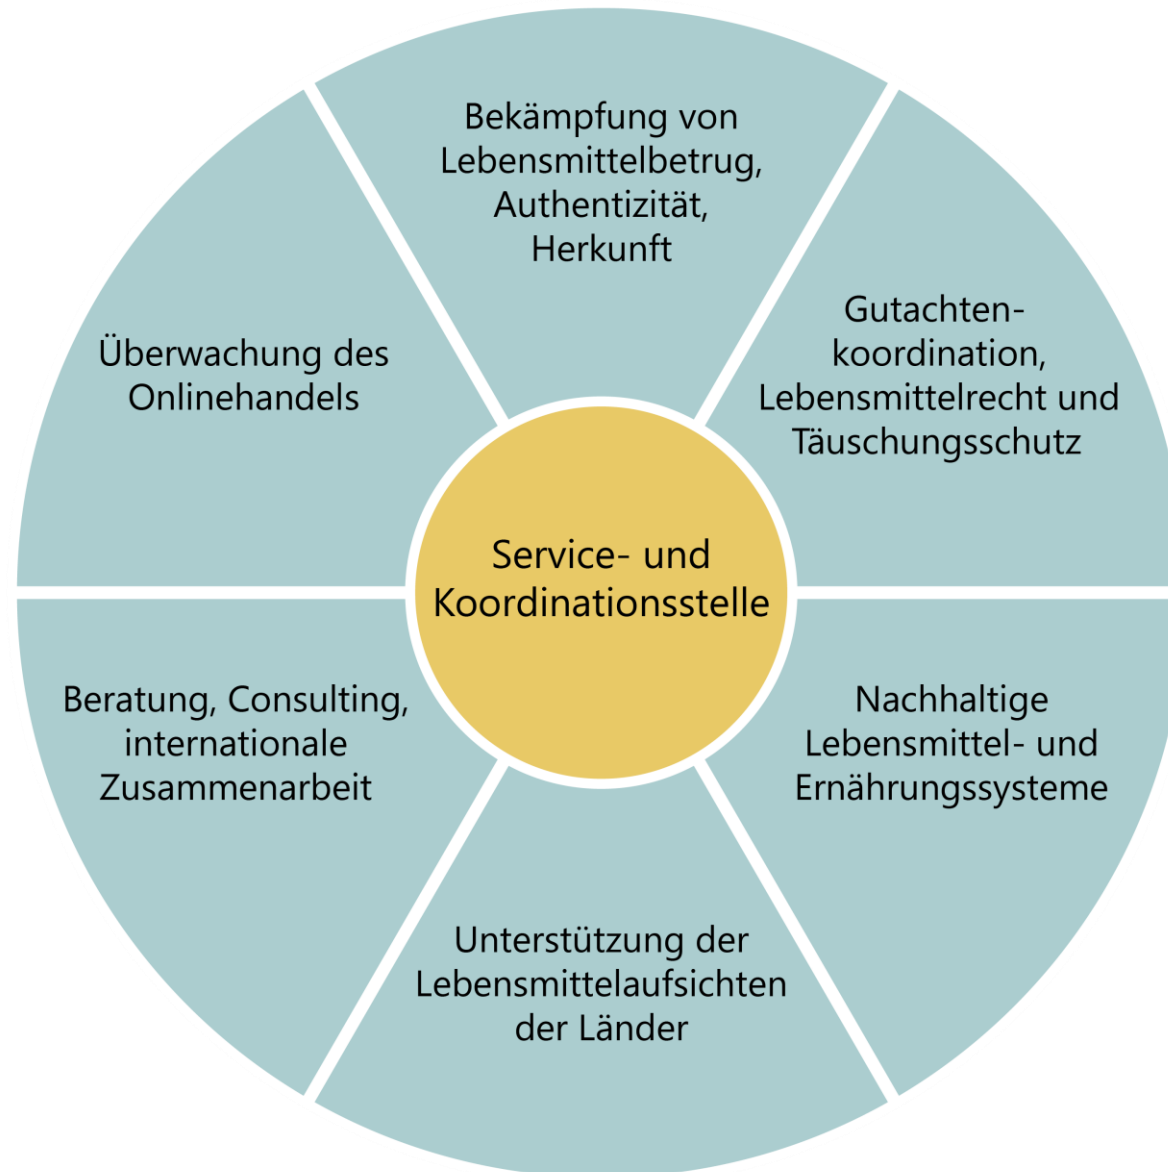 Bekämpfung von
Lebensmittelbetrug,
Authentizität,
Herkunft
Gutachten-
koordination,
Lebensmittelrecht und
Täuschungsschutz
Überwachung des
Onlinehandels
Service- und
Koordinationsstelle
Beratung, Consulting,
internationale
Zusammenarbeit
Nachhaltige
Lebensmittel- und
Ernährungssysteme
Unterstützung der
Lebensmittelaufsichten
der Länder